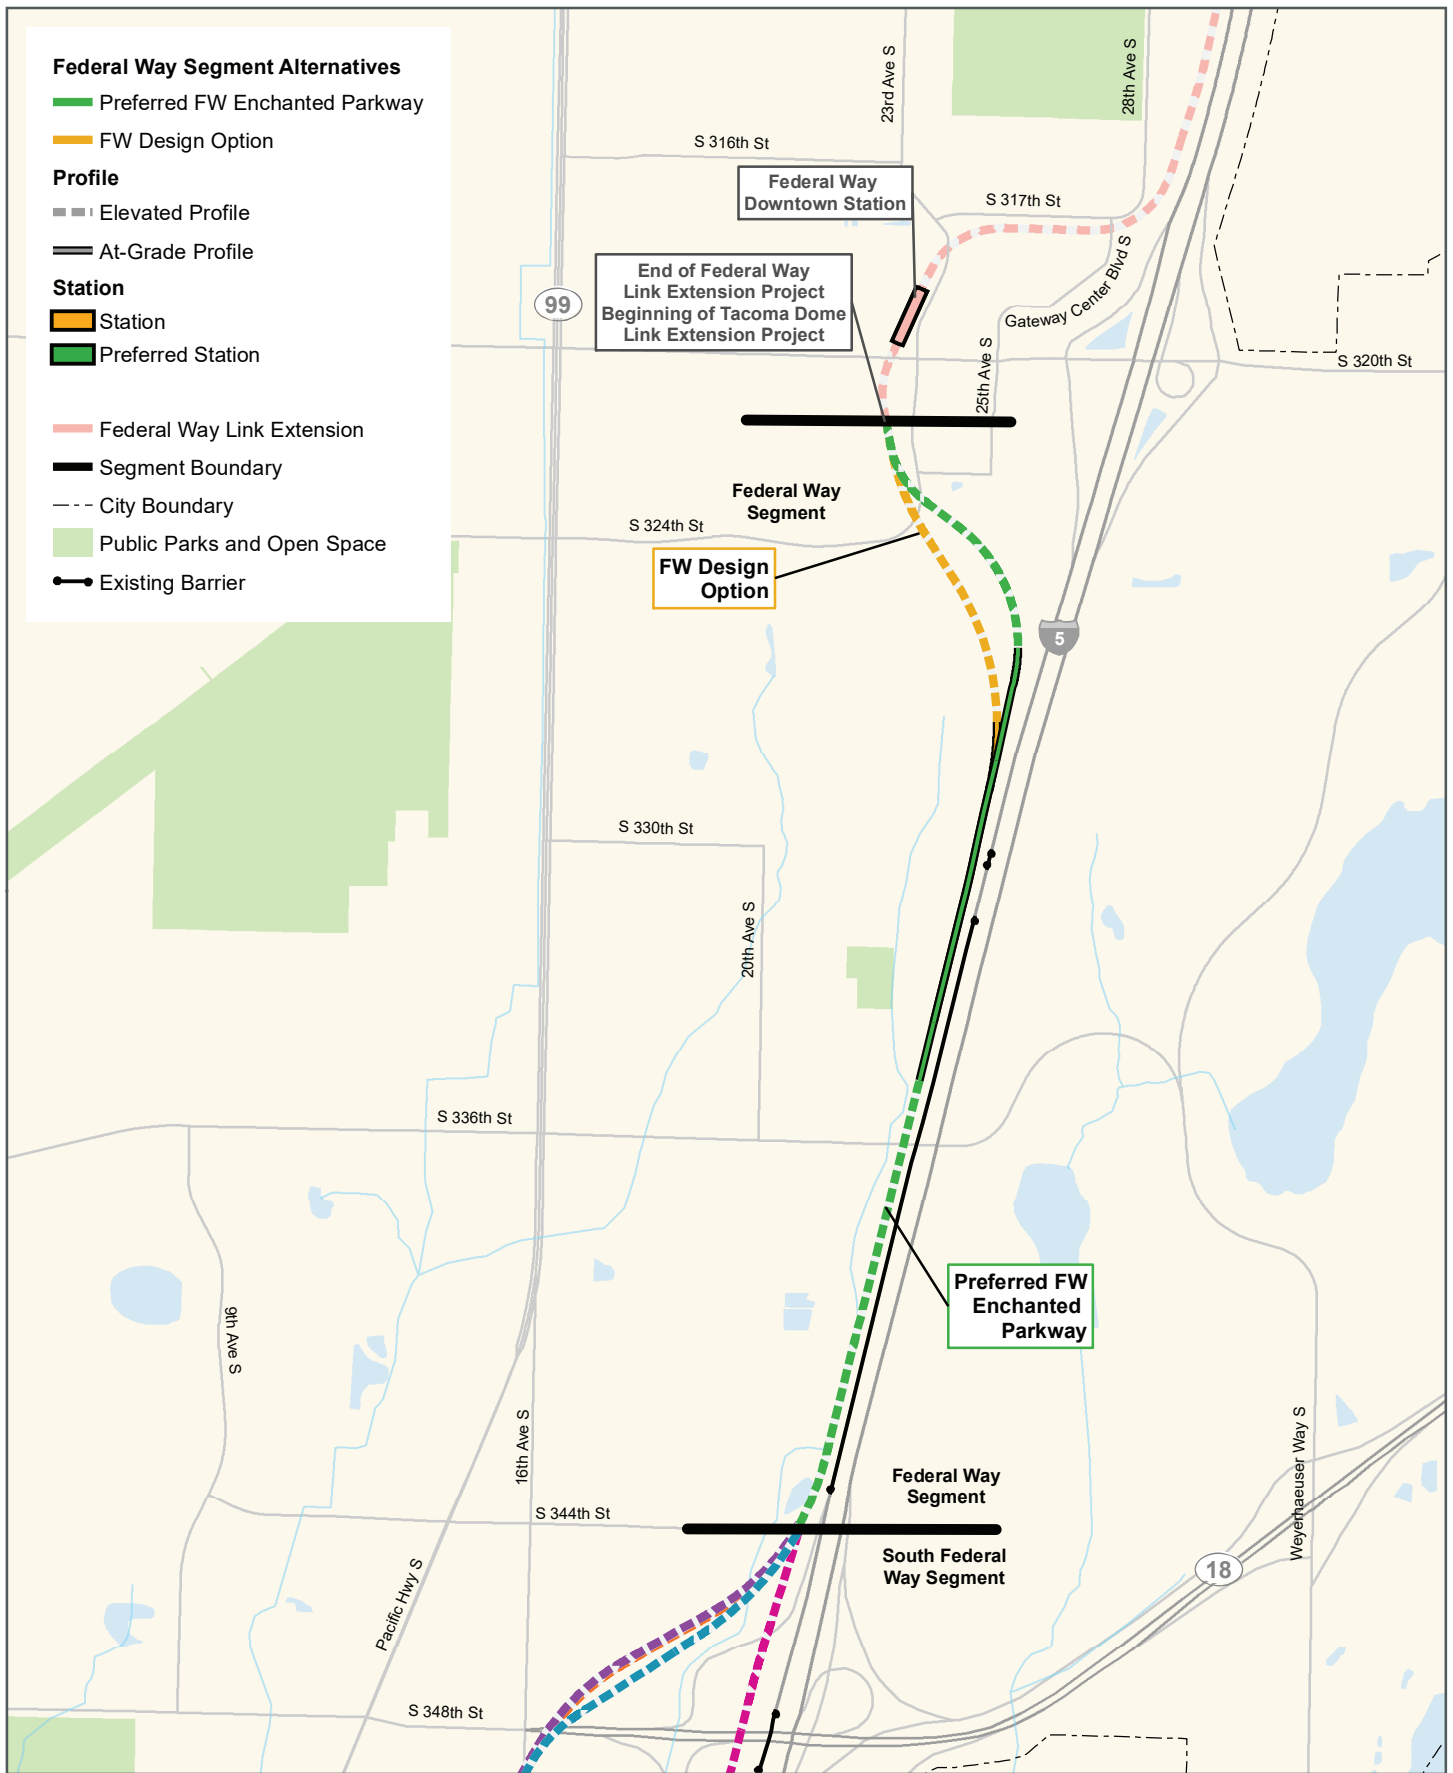 Federal Way Segment Alternatives
Preferred FW Enchanted Parkway
FW Design Option
Profile
Elevated Profile
At-Grade Profile
Station
Station
Preferred Station
Federal Way Link Extension
Segment Boundary
City Boundary
Public Parks and Open Space
Existing Barrier
23rd Ave S
28th Ave S
S 316th St
Federal Way
Downtown Station
S 317th St
End of Federal Way
Link Extension Project
Beginning of Tacoma Dome
Link Extension Project
99
Gateway Center Blvd S
25th Ave S
S 320th St
Federal Way
Segment
S 324th St
FW Design
Option
5
S 330th St
20th Ave S
S 336th St
Preferred FW
Enchanted
Parkway
9th Ave S
16th Ave S
Weyerhaeuser Way S
Federal Way
Segment
S 344th St
South Federal
Way Segment
18
Pacific Hwy S
S 348th St